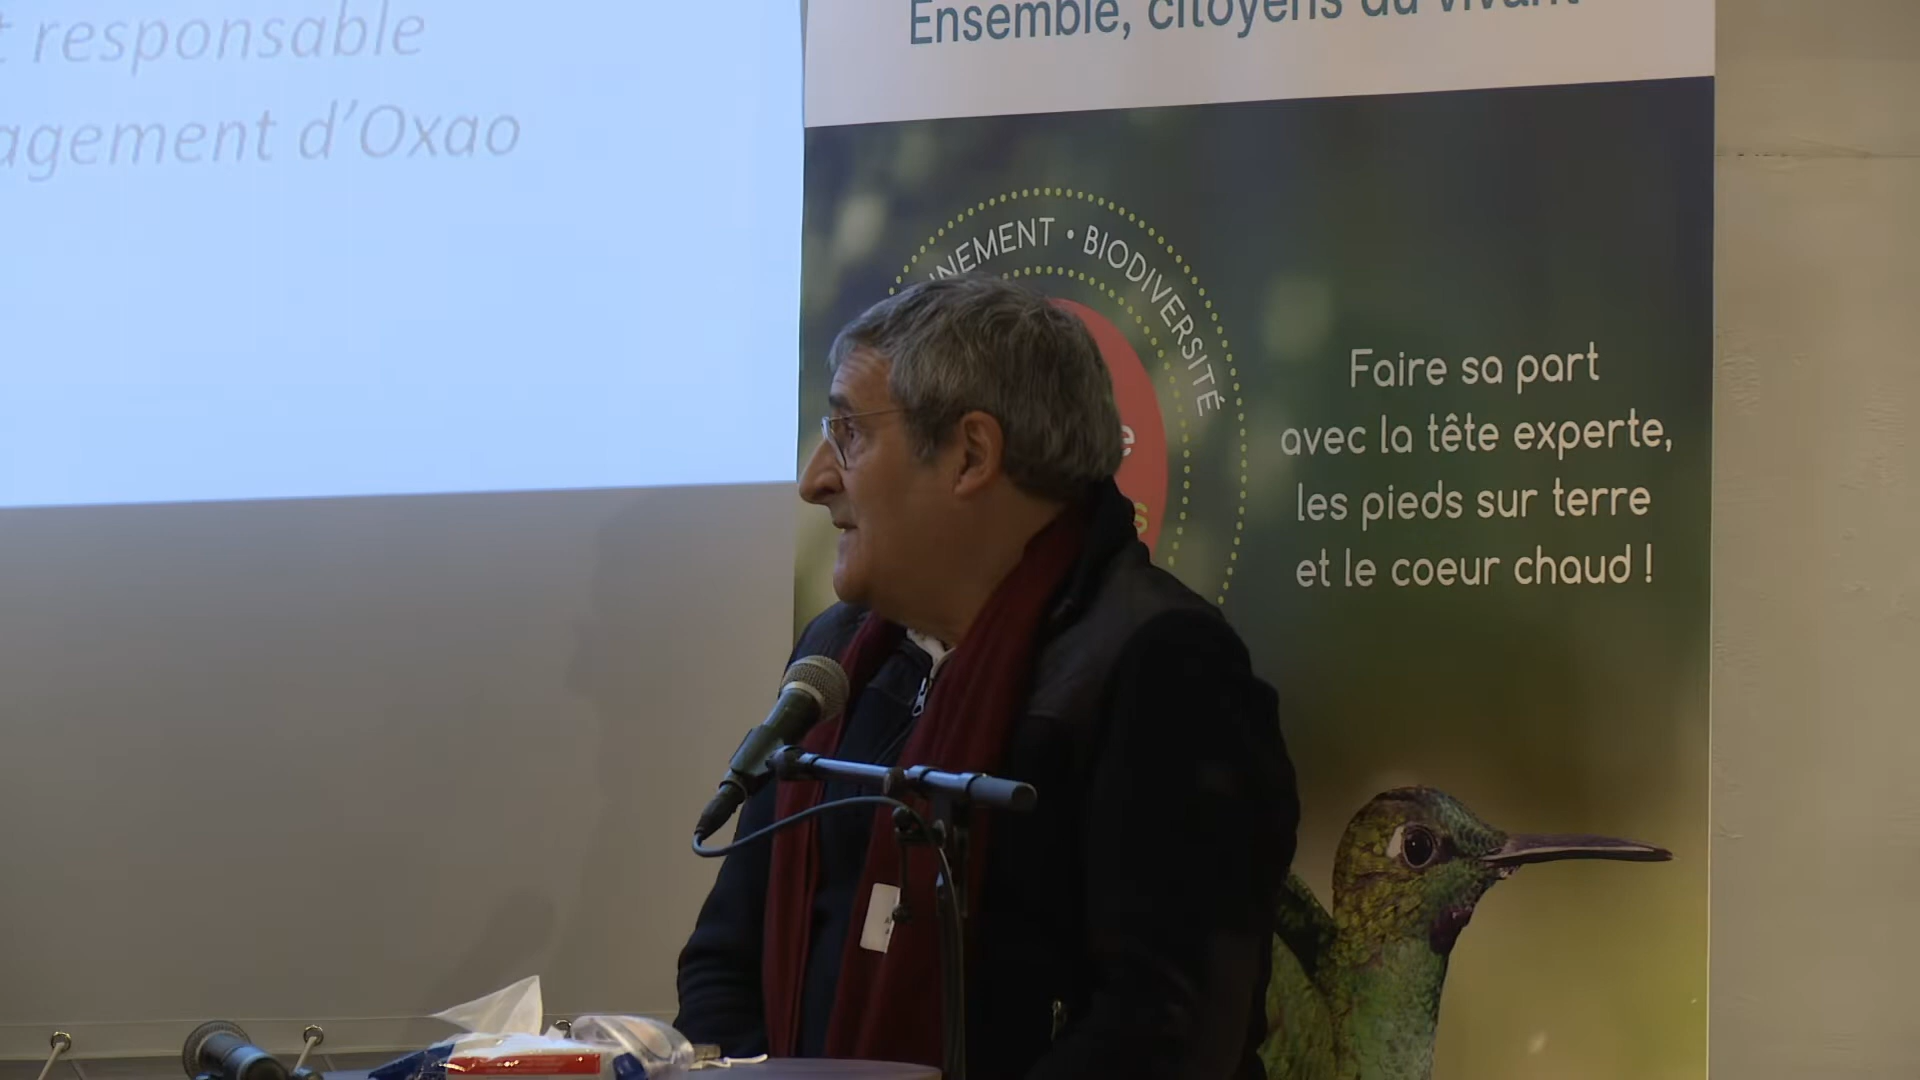 responsable
agement d'Oxao
Ensemble, citoyens du vivant
NEMENT • BIODIVERSITÉ
e
s
Faire sa part
avec la tête experte,
les pieds sur terre
et le coeur chaud !